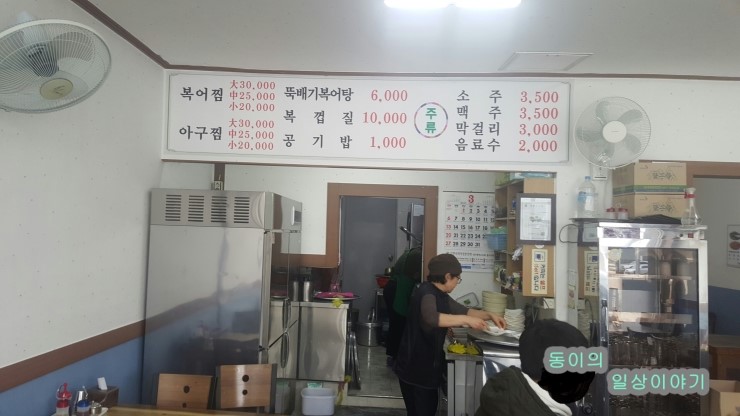 복어찜 大30,000
中25,000
小20,000
아구찜 大30,000
中25,000
小20,000
뚝배기복어탕 6,000
복 껍 질 10,000
공 기 밥 1,000
주류
소 주 3,500
맥 주 3,500
막걸리 3,000
음료수 2,000
3
동이의
일상이야기